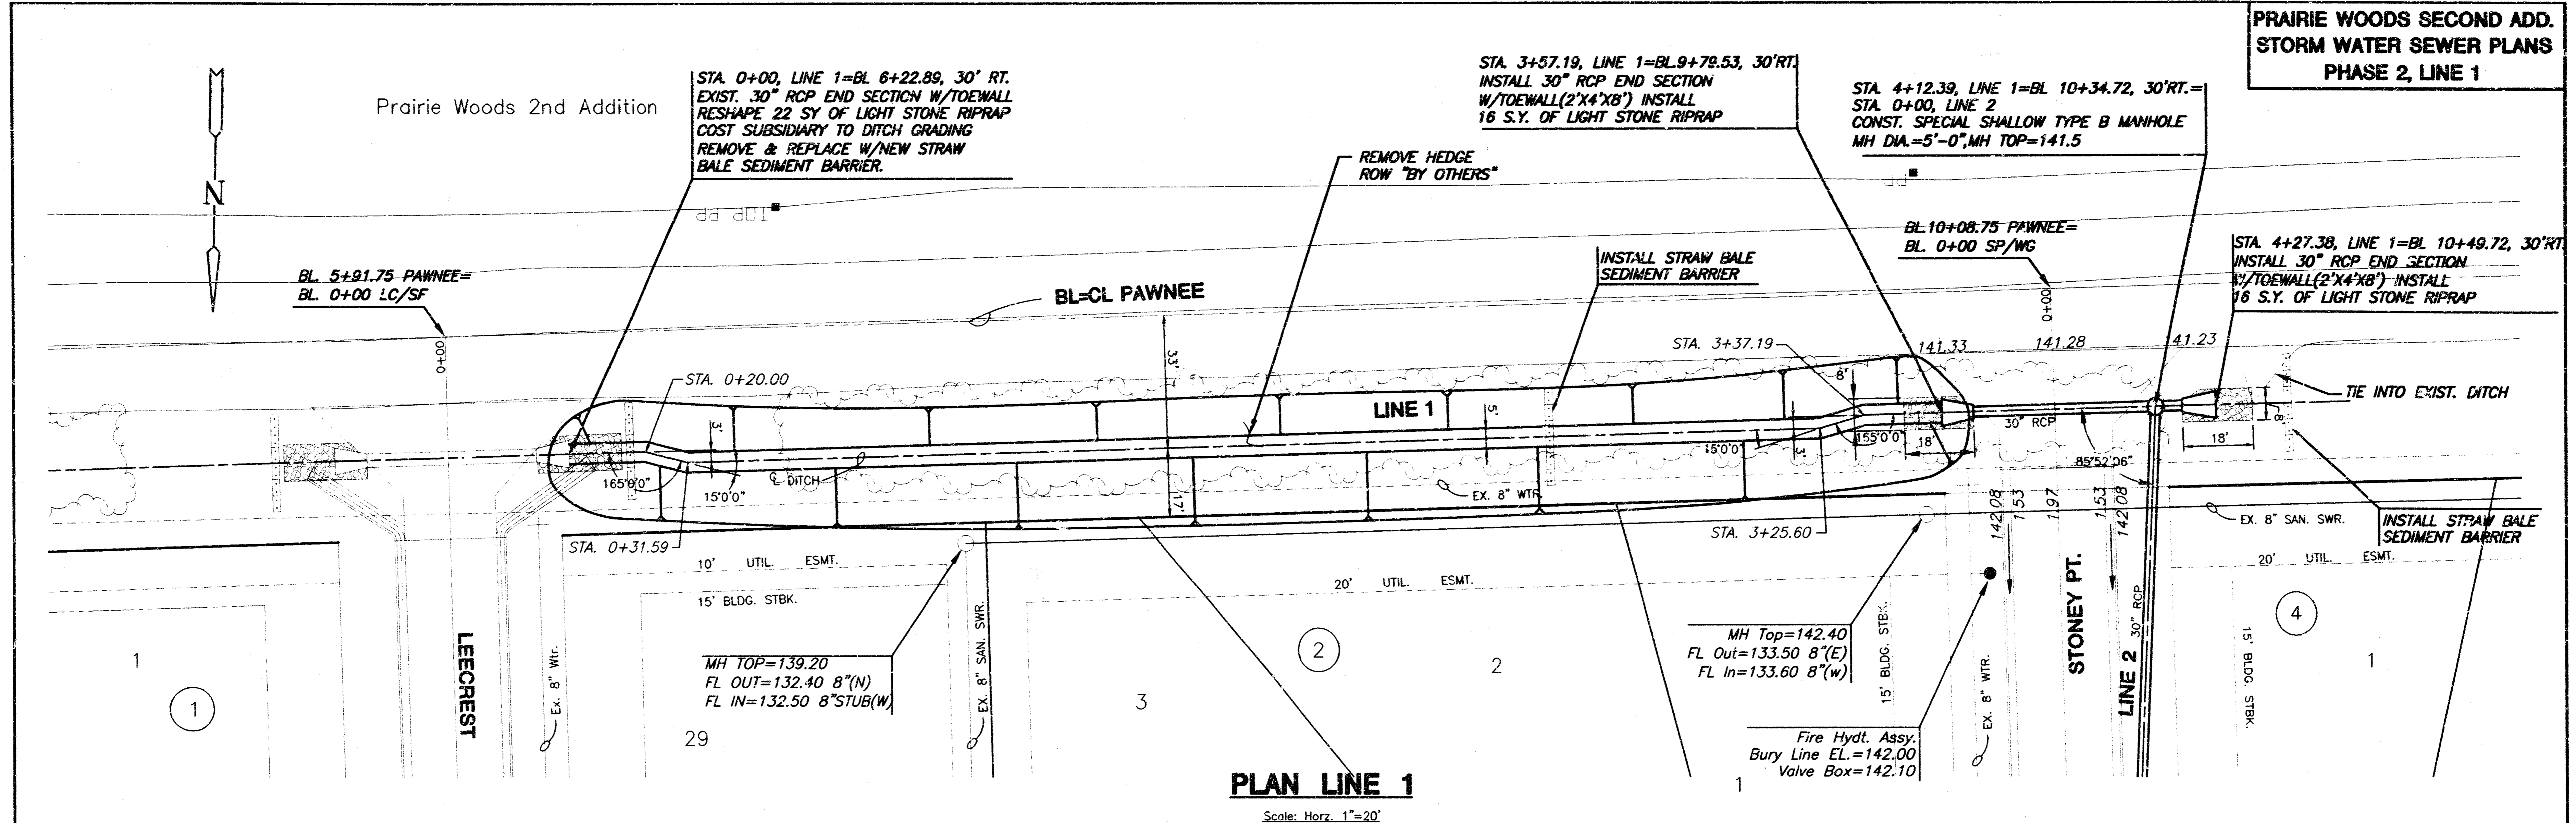 PRAIRIE WOODS SECOND ADD.
STORM WATER SEWER PLANS
PHASE 2, LINE 1
Prairie Woods 2nd Addition
N
STA. 0+00, LINE 1=BL 6+22.89, 30' RT.
EXIST. 30" RCP END SECTION W/TOEWALL
RESHAPE 22 SY OF LIGHT STONE RIPRAP
COST SUBSIDIARY TO DITCH GRADING
REMOVE & REPLACE W/NEW STRAW
BALE SEDIMENT BARRIER.
STA. 3+57.19, LINE 1=BL.9+79.53, 30'RT.
INSTALL 30" RCP END SECTION
W/TOEWALL(2'X4'X8') INSTALL
16 S.Y. OF LIGHT STONE RIPRAP
STA. 4+12.39, LINE 1=BL 10+34.72, 30'RT.=
STA. 0+00, LINE 2
CONST. SPECIAL SHALLOW TYPE B MANHOLE
MH DIA.=5'-0",MH TOP=141.5
REMOVE HEDGE
ROW "BY OTHERS"
TOP PP
PP
BL. 5+91.75 PAWNEE=
BL. 0+00 LC/SF
INSTALL STRAW BALE
SEDIMENT BARRIER
BL.10+08.75 PAWNEE=
BL. 0+00 SP/WG
STA. 4+27.38, LINE 1=BL 10+49.72, 30'RT.
INSTALL 30" RCP END SECTION
W/TOEWALL(2'X4'X8') INSTALL
16 S.Y. OF LIGHT STONE RIPRAP
BL=CL PAWNEE
0+00
0+00
33'
STA. 0+20.00
STA. 3+37.19
141.33
141.28
141.23
8'
TIE INTO EXIST. DITCH
LINE 1
3'
5'
3'
30" RCP
8'
165'0'0"
15'0'0"
℄ DITCH
15'0'0"
165'0'0"
18'
18'
85'52'06"
EX. 8" WTR.
17'
STA. 0+31.59
STA. 3+25.60
142.08
1.53
1.97
1.53
142.08
EX. 8" SAN. SWR.
INSTALL STRAW BALE
SEDIMENT BARRIER
10' UTIL. ESMT.
20' UTIL. ESMT.
20' UTIL. ESMT.
15' BLDG. STBK.
MH TOP=139.20
FL OUT=132.40 8"(N)
FL IN=132.50 8"STUB(W)
MH Top=142.40
FL Out=133.50 8"(E)
FL In=133.60 8"(w)
15' BLDG. STBK.
15' BLDG. STBK.
LEECREST
Ex. 8" Wtr.
EX. 8" SAN. SWR.
EX. 8" WTR.
STONEY PT.
LINE 2
30" RCP
1
1
29
3
2
2
1
4
1
Fire Hydt. Assy.
Bury Line EL.=142.00
Valve Box=142.10
PLAN LINE 1
Scale: Horz. 1"=20'